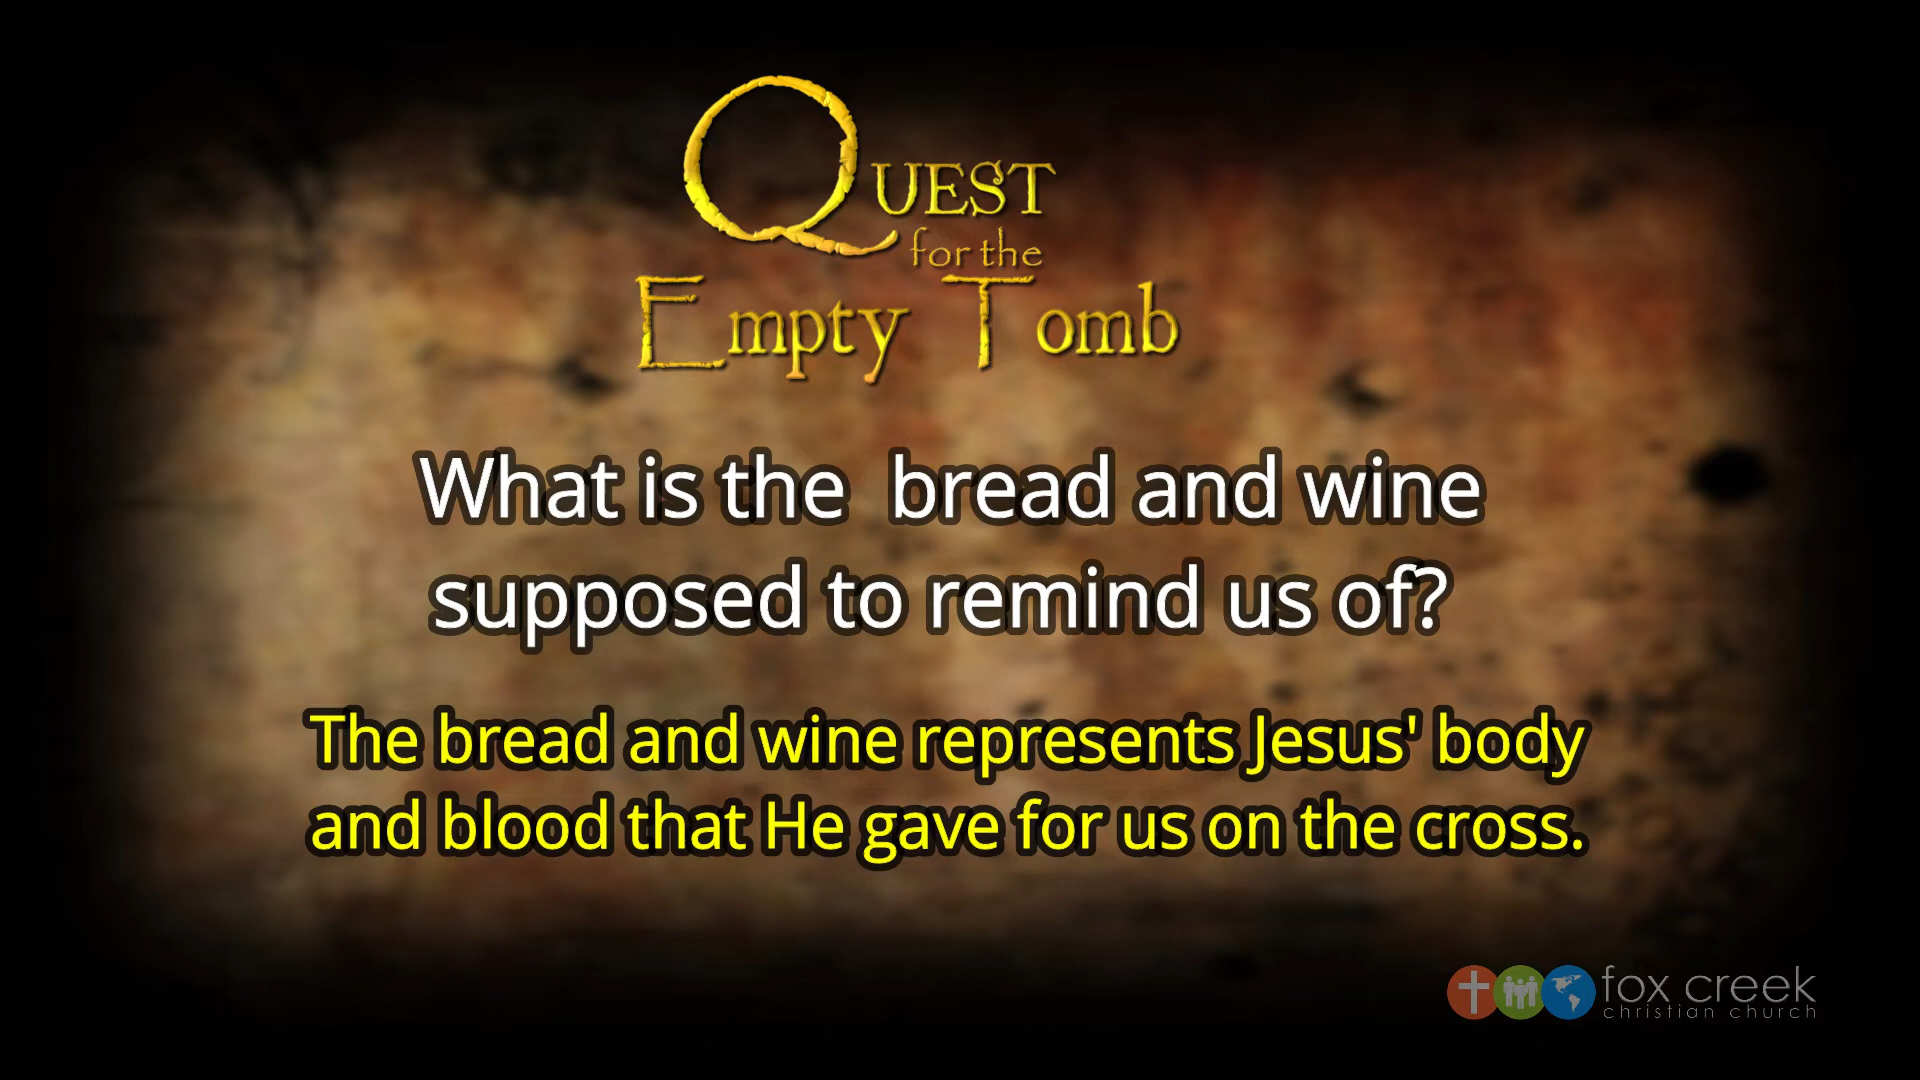 Quest
for the
Empty Tomb
What is the bread and wine
supposed to remind us of?
The bread and wine represents Jesus' body
and blood that He gave for us on the cross.
fox creek
christian church